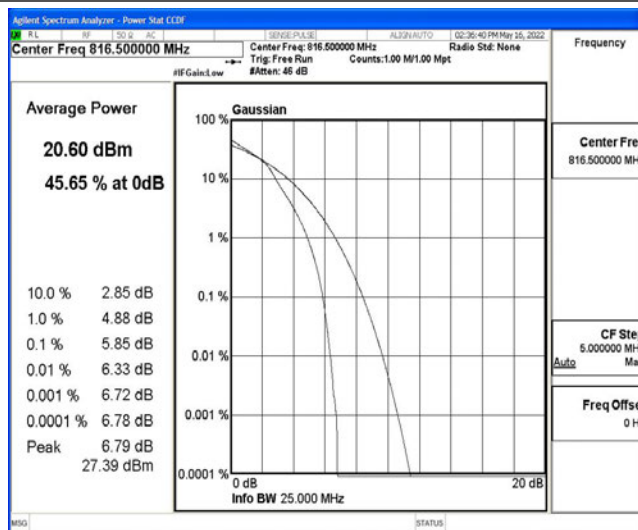 Agilent Spectrum Analyzer - Power Stat CCDF
RL RF 50 Ω AC SENSE:PULSE ALIGNAUTO 02:36:40 PM May 16, 2022
Center Freq 816.500000 MHz
Center Freq: 816.500000 MHz Radio Std: None
Trig: Free Run Counts:1.00 M/1.00 Mpt
#IFGain:Low #Atten: 46 dB
Frequency
Average Power
20.60 dBm
45.65 % at 0dB
10.0 % 2.85 dB
1.0 % 4.88 dB
0.1 % 5.85 dB
0.01 % 6.33 dB
0.001 % 6.72 dB
0.0001 % 6.78 dB
Peak 6.79 dB
27.39 dBm
Gaussian
100 %
10 %
1 %
0.1 %
0.01 %
0.001 %
0.0001 %
0 dB 20 dB
Info BW 25.000 MHz
Center Fre
816.500000 MH
CF Ste
5.000000 MH
Auto Ma
Freq Offse
0 H
MSG STATUS